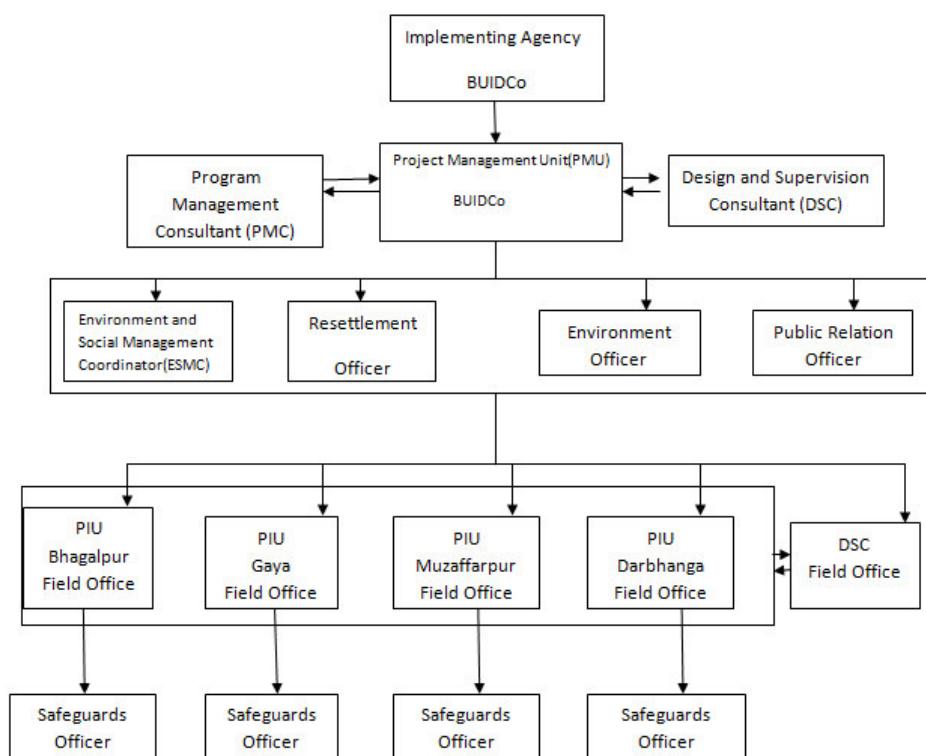 Implementing Agency
BUIDCo
Project Management Unit(PMU)
BUIDCo
Program
Management
Consultant (PMC)
Design and Supervision
Consultant (DSC)
Environment and
Social Management
Coordinator(ESMC)
Resettlement
Officer
Environment
Officer
Public Relation
Officer
PIU
Bhagalpur
Field Office
PIU
Gaya
Field Office
PIU
Muzaffarpur
Field Office
PIU
Darbhanga
Field Office
DSC
Field Office
Safeguards
Officer
Safeguards
Officer
Safeguards
Officer
Safeguards
Officer